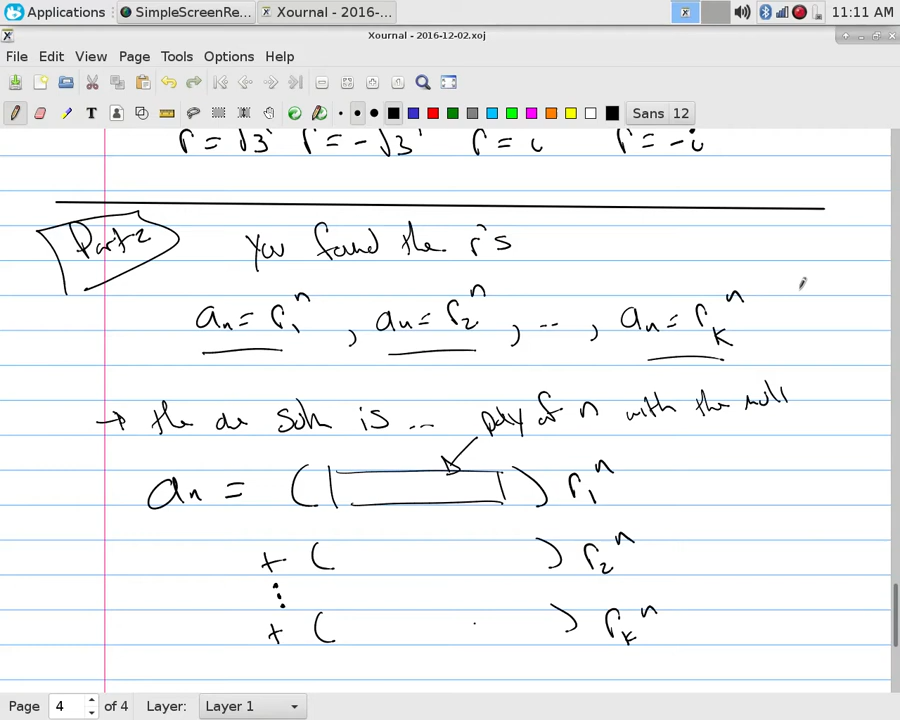 Applications SimpleScreenRe... Xournal - 2016-... 11:11 AM
Xournal - 2016-12-02.xoj
File Edit View Page Tools Options Help
T Sans 12
r = √3 r = -√3 r = i r = -i
Part 2 You found the r's
aₙ = r₁ⁿ , aₙ = r₂ⁿ , ... , aₙ = rₖⁿ
→ the soln is ... poly of n with the mult
aₙ = ( ) r₁ⁿ
+ ( ) r₂ⁿ
⋮
+ ( ) rₖⁿ
Page 4 of 4 Layer: Layer 1